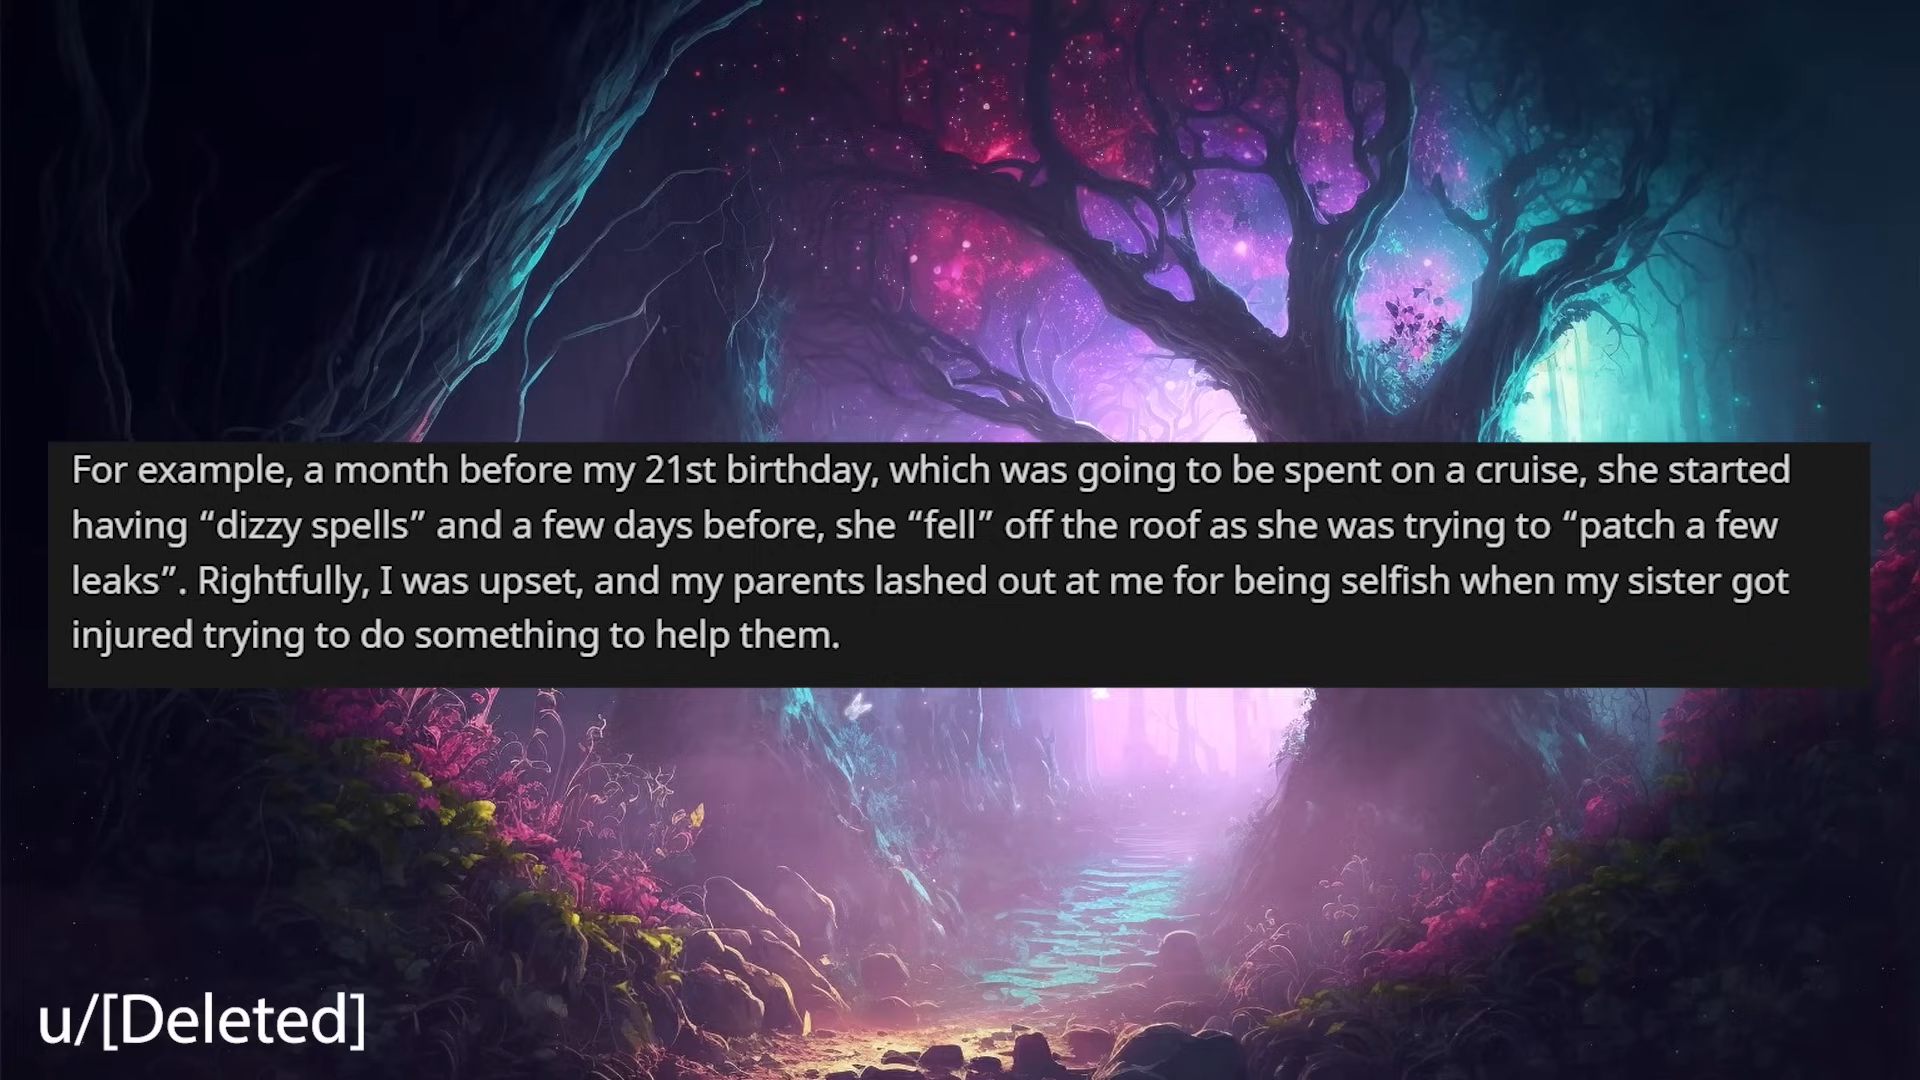 For example, a month before my 21st birthday, which was going to be spent on a cruise, she started
having “dizzy spells” and a few days before, she “fell” off the roof as she was trying to “patch a few
leaks”. Rightfully, I was upset, and my parents lashed out at me for being selfish when my sister got
injured trying to do something to help them.
u/[Deleted]